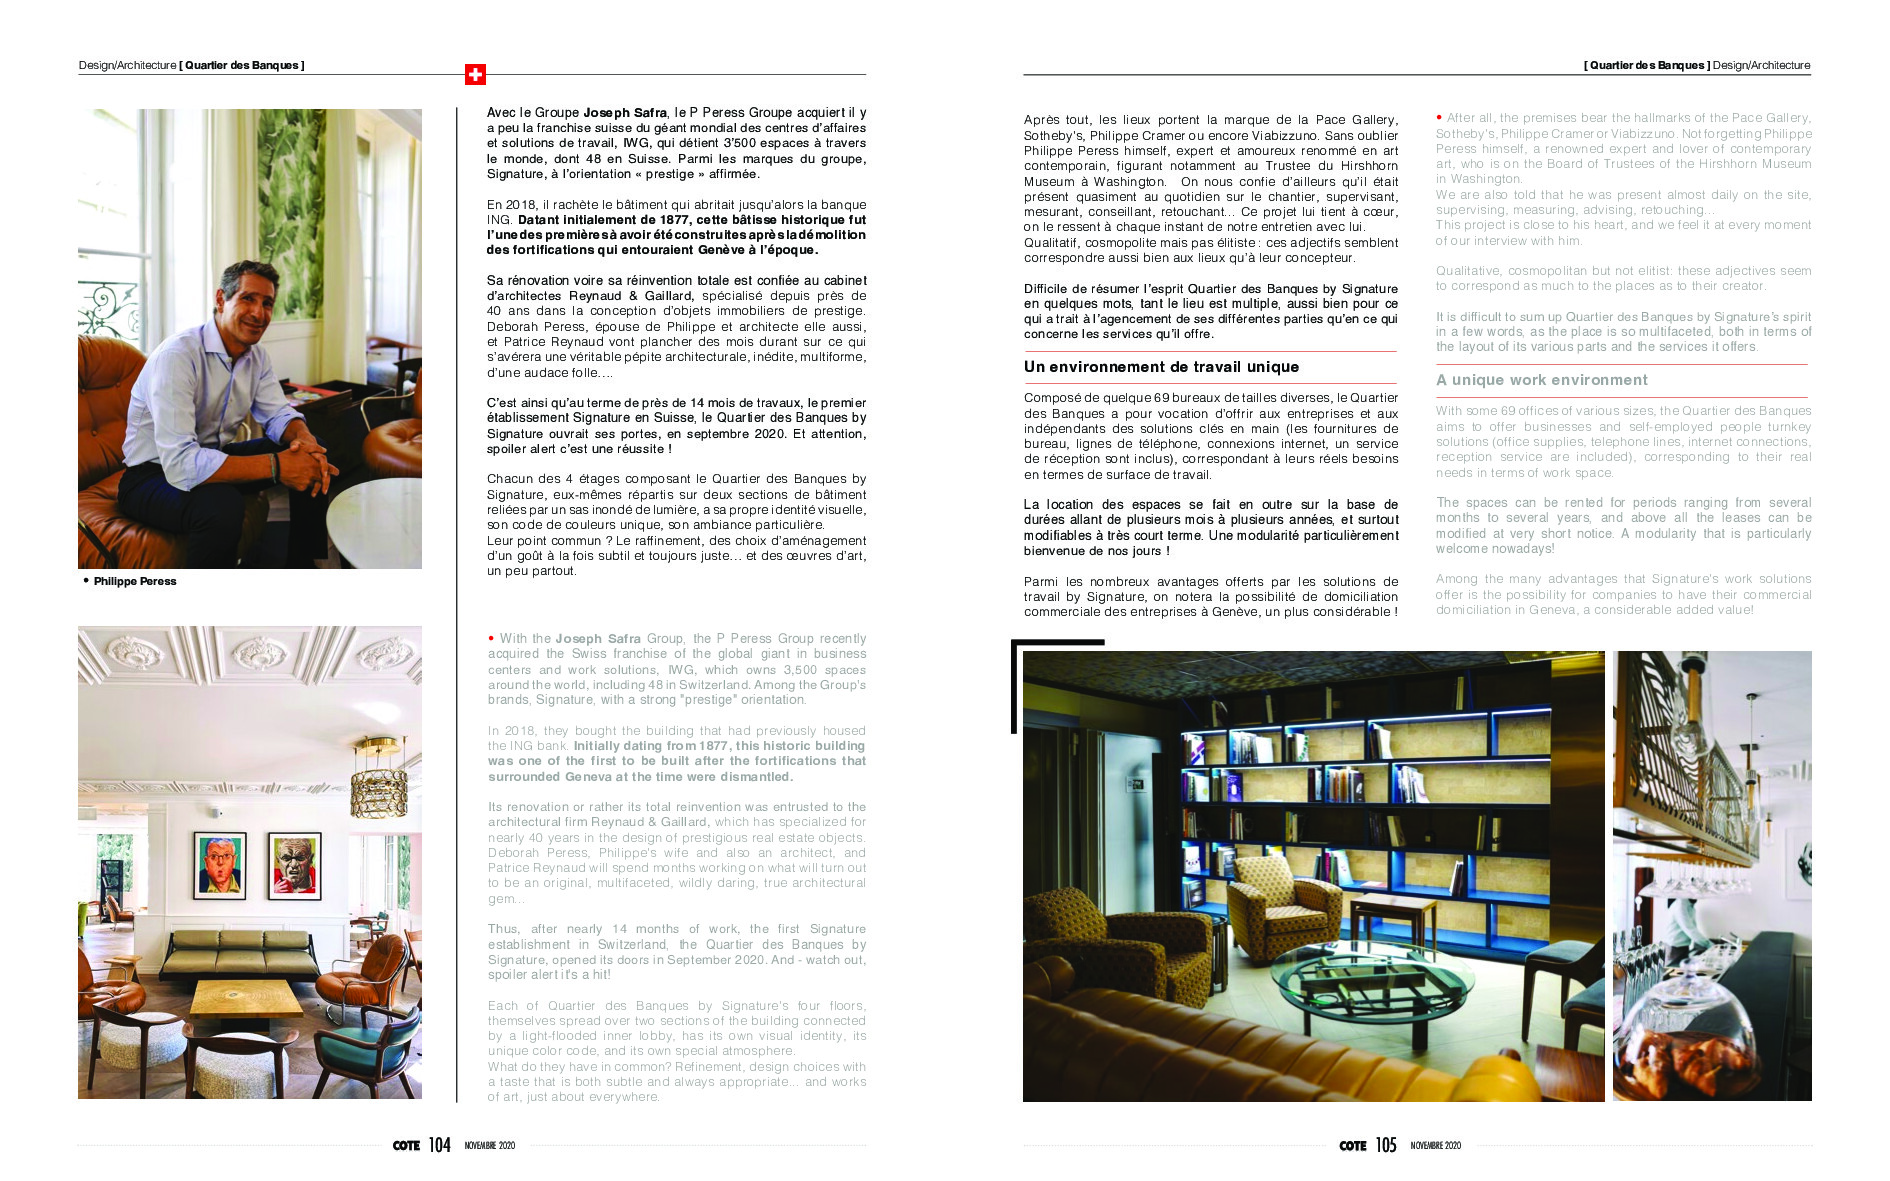 Design/Architecture [ Quartier des Banques ]
Avec le Groupe Joseph Safra, le P Peress Groupe acquiert il y
a peu la franchise suisse du géant mondial des centres d'affaires
et solutions de travail, IWG, qui détient 3'500 espaces à travers
le monde, dont 48 en Suisse. Parmi les marques du groupe,
Signature, à l'orientation « prestige » affirmée.
En 2018, il rachète le bâtiment qui abritait jusqu'alors la banque
ING. Datant initialement de 1877, cette bâtisse historique fut
l'une des premières à avoir été construites après la démolition
des fortifications qui entouraient Genève à l'époque.
Sa rénovation voire sa réinvention totale est confiée au cabinet
d'architectes Reynaud & Gaillard, spécialisé depuis près de
40 ans dans la conception d'objets immobiliers de prestige.
Deborah Peress, épouse de Philippe et architecte elle aussi,
et Patrice Reynaud vont plancher des mois durant sur ce qui
s'avérera une véritable pépite architecturale, inédite, multiforme,
d'une audace folle....
C'est ainsi qu'au terme de près de 14 mois de travaux, le premier
établissement Signature en Suisse, le Quartier des Banques by
Signature ouvrait ses portes, en septembre 2020. Et attention,
spoiler alert c'est une réussite !
Chacun des 4 étages composant le Quartier des Banques by
Signature, eux-mêmes répartis sur deux sections de bâtiment
reliées par un sas inondé de lumière, a sa propre identité visuelle,
son code de couleurs unique, son ambiance particulière.
Leur point commun ? Le raffinement, des choix d'aménagement
d'un goût à la fois subtil et toujours juste... et des œuvres d'art,
un peu partout.
• Philippe Peress
• With the Joseph Safra Group, the P Peress Group recently
acquired the Swiss franchise of the global giant in business
centers and work solutions, IWG, which owns 3,500 spaces
around the world, including 48 in Switzerland. Among the Group's
brands, Signature, with a strong "prestige" orientation.
In 2018, they bought the building that had previously housed
the ING bank. Initially dating from 1877, this historic building
was one of the first to be built after the fortifications that
surrounded Geneva at the time were dismantled.
Its renovation or rather its total reinvention was entrusted to the
architectural firm Reynaud & Gaillard, which has specialized for
nearly 40 years in the design of prestigious real estate objects.
Deborah Peress, Philippe's wife and also an architect, and
Patrice Reynaud will spend months working on what will turn out
to be an original, multifaceted, wildly daring, true architectural
gem...
Thus, after nearly 14 months of work, the first Signature
establishment in Switzerland, the Quartier des Banques by
Signature, opened its doors in September 2020. And - watch out,
spoiler alert it's a hit!
Each of Quartier des Banques by Signature's four floors,
themselves spread over two sections of the building connected
by a light-flooded inner lobby, has its own visual identity, its
unique color code, and its own special atmosphere.
What do they have in common? Refinement, design choices with
a taste that is both subtle and always appropriate... and works
of art, just about everywhere.
COTE 104 NOVEMBRE 2020
[ Quartier des Banques ] Design/Architecture
Après tout, les lieux portent la marque de la Pace Gallery,
Sotheby's, Philippe Cramer ou encore Viabizzuno. Sans oublier
Philippe Peress himself, expert et amoureux renommé en art
contemporain, figurant notamment au Trustee du Hirshhorn
Museum à Washington. On nous confie d'ailleurs qu'il était
présent quasiment au quotidien sur le chantier, supervisant,
mesurant, conseillant, retouchant... Ce projet lui tient à cœur,
on le ressent à chaque instant de notre entretien avec lui.
Qualitatif, cosmopolite mais pas élitiste : ces adjectifs semblent
correspondre aussi bien aux lieux qu'à leur concepteur.
Difficile de résumer l'esprit Quartier des Banques by Signature
en quelques mots, tant le lieu est multiple, aussi bien pour ce
qui a trait à l'agencement de ses différentes parties qu'en ce qui
concerne les services qu'il offre.
Un environnement de travail unique
Composé de quelque 69 bureaux de tailles diverses, le Quartier
des Banques a pour vocation d'offrir aux entreprises et aux
indépendants des solutions clés en main (les fournitures de
bureau, lignes de téléphone, connexions internet, un service
de réception sont inclus), correspondant à leurs réels besoins
en termes de surface de travail.
La location des espaces se fait en outre sur la base de
durées allant de plusieurs mois à plusieurs années, et surtout
modifiables à très court terme. Une modularité particulièrement
bienvenue de nos jours !
Parmi les nombreux avantages offerts par les solutions de
travail by Signature, on notera la possibilité de domiciliation
commerciale des entreprises à Genève, un plus considérable !
• After all, the premises bear the hallmarks of the Pace Gallery,
Sotheby's, Philippe Cramer or Viabizzuno. Not forgetting Philippe
Peress himself, a renowned expert and lover of contemporary
art, who is on the Board of Trustees of the Hirshhorn Museum
in Washington.
We are also told that he was present almost daily on the site,
supervising, measuring, advising, retouching...
This project is close to his heart, and we feel it at every moment
of our interview with him.
Qualitative, cosmopolitan but not elitist: these adjectives seem
to correspond as much to the places as to their creator.
It is difficult to sum up Quartier des Banques by Signature's spirit
in a few words, as the place is so multifaceted, both in terms of
the layout of its various parts and the services it offers.
A unique work environment
With some 69 offices of various sizes, the Quartier des Banques
aims to offer businesses and self-employed people turnkey
solutions (office supplies, telephone lines, internet connections,
reception service are included), corresponding to their real
needs in terms of work space.
The spaces can be rented for periods ranging from several
months to several years, and above all the leases can be
modified at very short notice. A modularity that is particularly
welcome nowadays!
Among the many advantages that Signature's work solutions
offer is the possibility for companies to have their commercial
domiciliation in Geneva, a considerable added value!
COTE 105 NOVEMBRE 2020